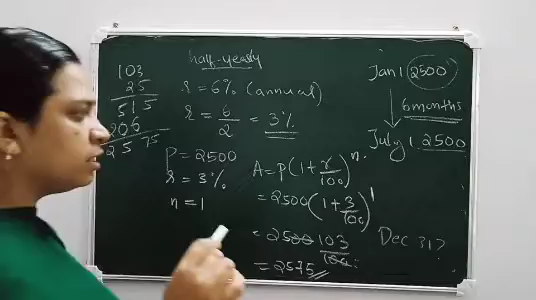 half-yearly
103
25
515
206
2575
r = 6% (annual)
r = 6/2 = 3%
P = 2500
r = 3%
n = 1
A = P(1 + r/100)^n.
= 2500(1 + 3/100)^1
= 2500 103/100.
= 2575
Jan 1 2500
6 months
July 1 2500
Dec 31?